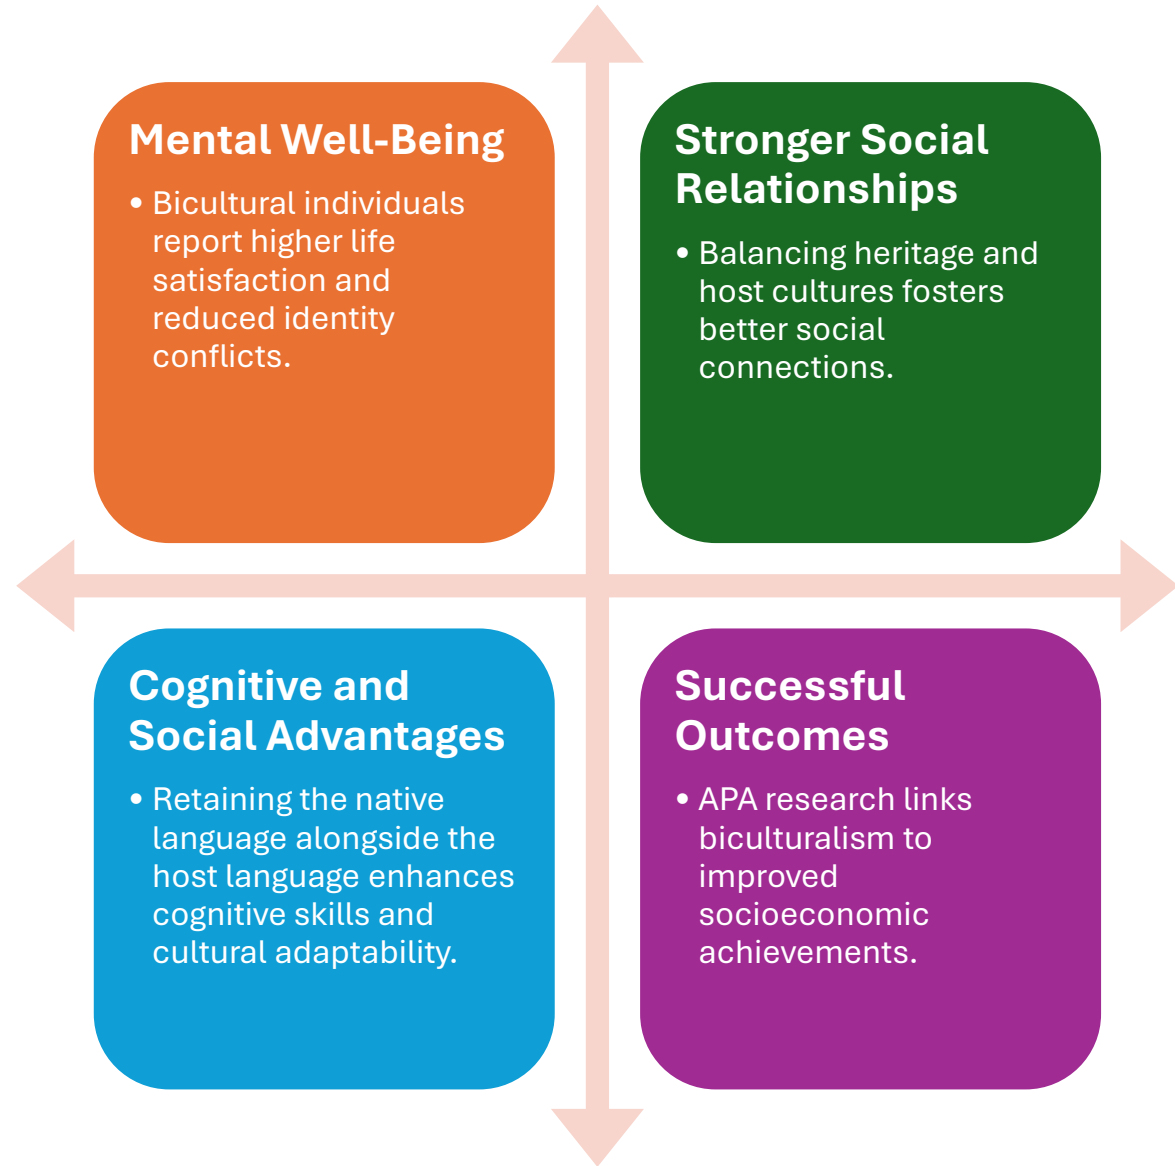 Mental Well-Being
• Bicultural individuals
report higher life
satisfaction and
reduced identity
conflicts.
Stronger Social
Relationships
• Balancing heritage and
host cultures fosters
better social
connections.
Cognitive and
Social Advantages
• Retaining the native
language alongside the
host language enhances
cognitive skills and
cultural adaptability.
Successful
Outcomes
• APA research links
biculturalism to
improved
socioeconomic
achievements.